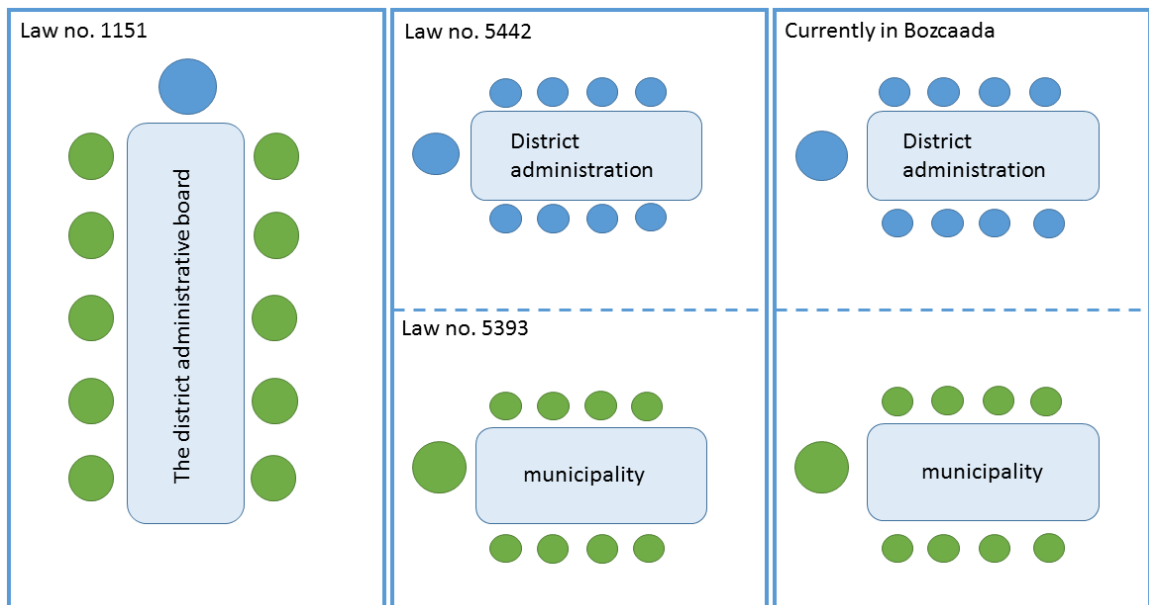 Law no. 1151
The district administrative board
Law no. 5442
District
administration
Law no. 5393
municipality
Currently in Bozcaada
District
administration
municipality